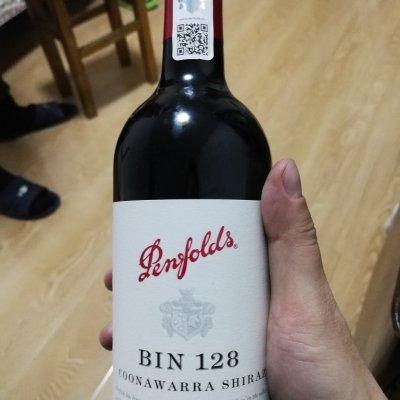 Penfolds
BIN 128
COONAWARRA SHIRAZ